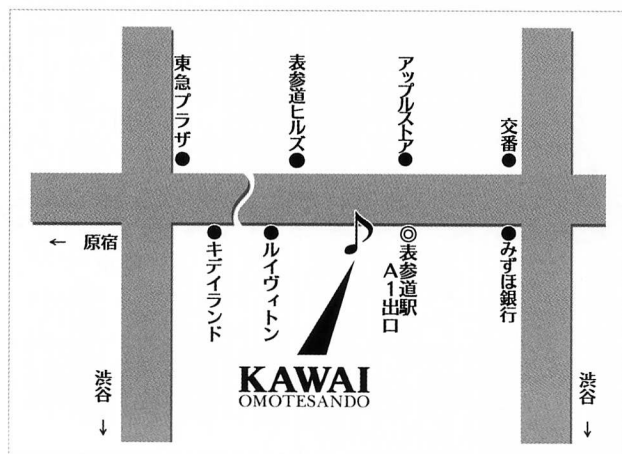 東急プラザ
表参道ヒルズ
アップルストア
交番
← 原宿
キデイランド
ルイヴィトン
表参道駅
A1出口
みずほ銀行
渋谷
↓
KAWAI
OMOTESANDO
渋谷
↓